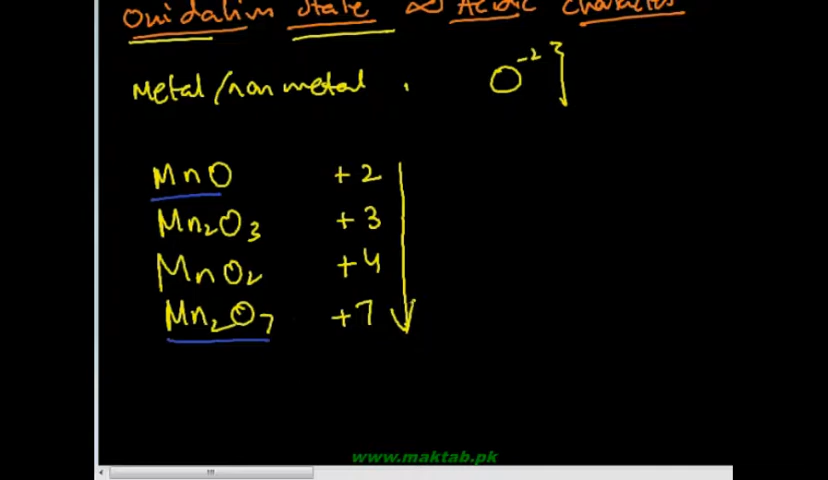 Oxidation State ∝ Acidic Character
Metal/non metal . O⁻²
MnO +2
Mn₂O₃ +3
MnO₂ +4
Mn₂O₇ +7
www.maktab.pk